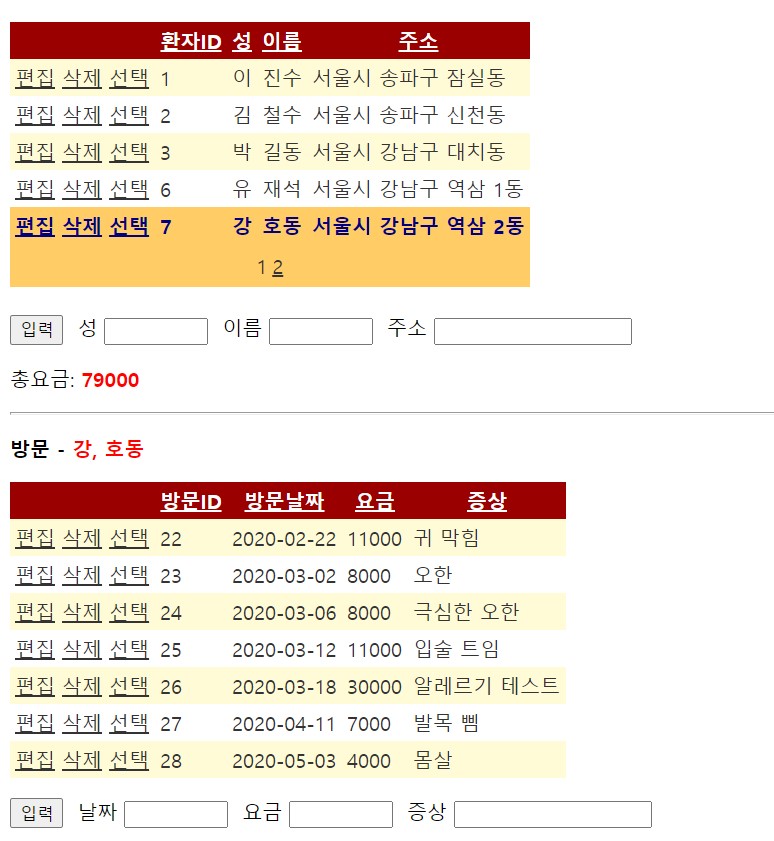 환자ID 성 이름 주소
편집 삭제 선택 1 이 진수 서울시 송파구 잠실동
편집 삭제 선택 2 김 철수 서울시 송파구 신천동
편집 삭제 선택 3 박 길동 서울시 강남구 대치동
편집 삭제 선택 6 유 재석 서울시 강남구 역삼 1동
편집 삭제 선택 7 강 호동 서울시 강남구 역삼 2동
1 2
입력 성 이름 주소
총요금: 79000
방문 - 강, 호동
방문ID 방문날짜 요금 증상
편집 삭제 선택 22 2020-02-22 11000 귀 막힘
편집 삭제 선택 23 2020-03-02 8000 오한
편집 삭제 선택 24 2020-03-06 8000 극심한 오한
편집 삭제 선택 25 2020-03-12 11000 입술 트임
편집 삭제 선택 26 2020-03-18 30000 알레르기 테스트
편집 삭제 선택 27 2020-04-11 7000 발목 삠
편집 삭제 선택 28 2020-05-03 4000 몸살
입력 날짜 요금 증상